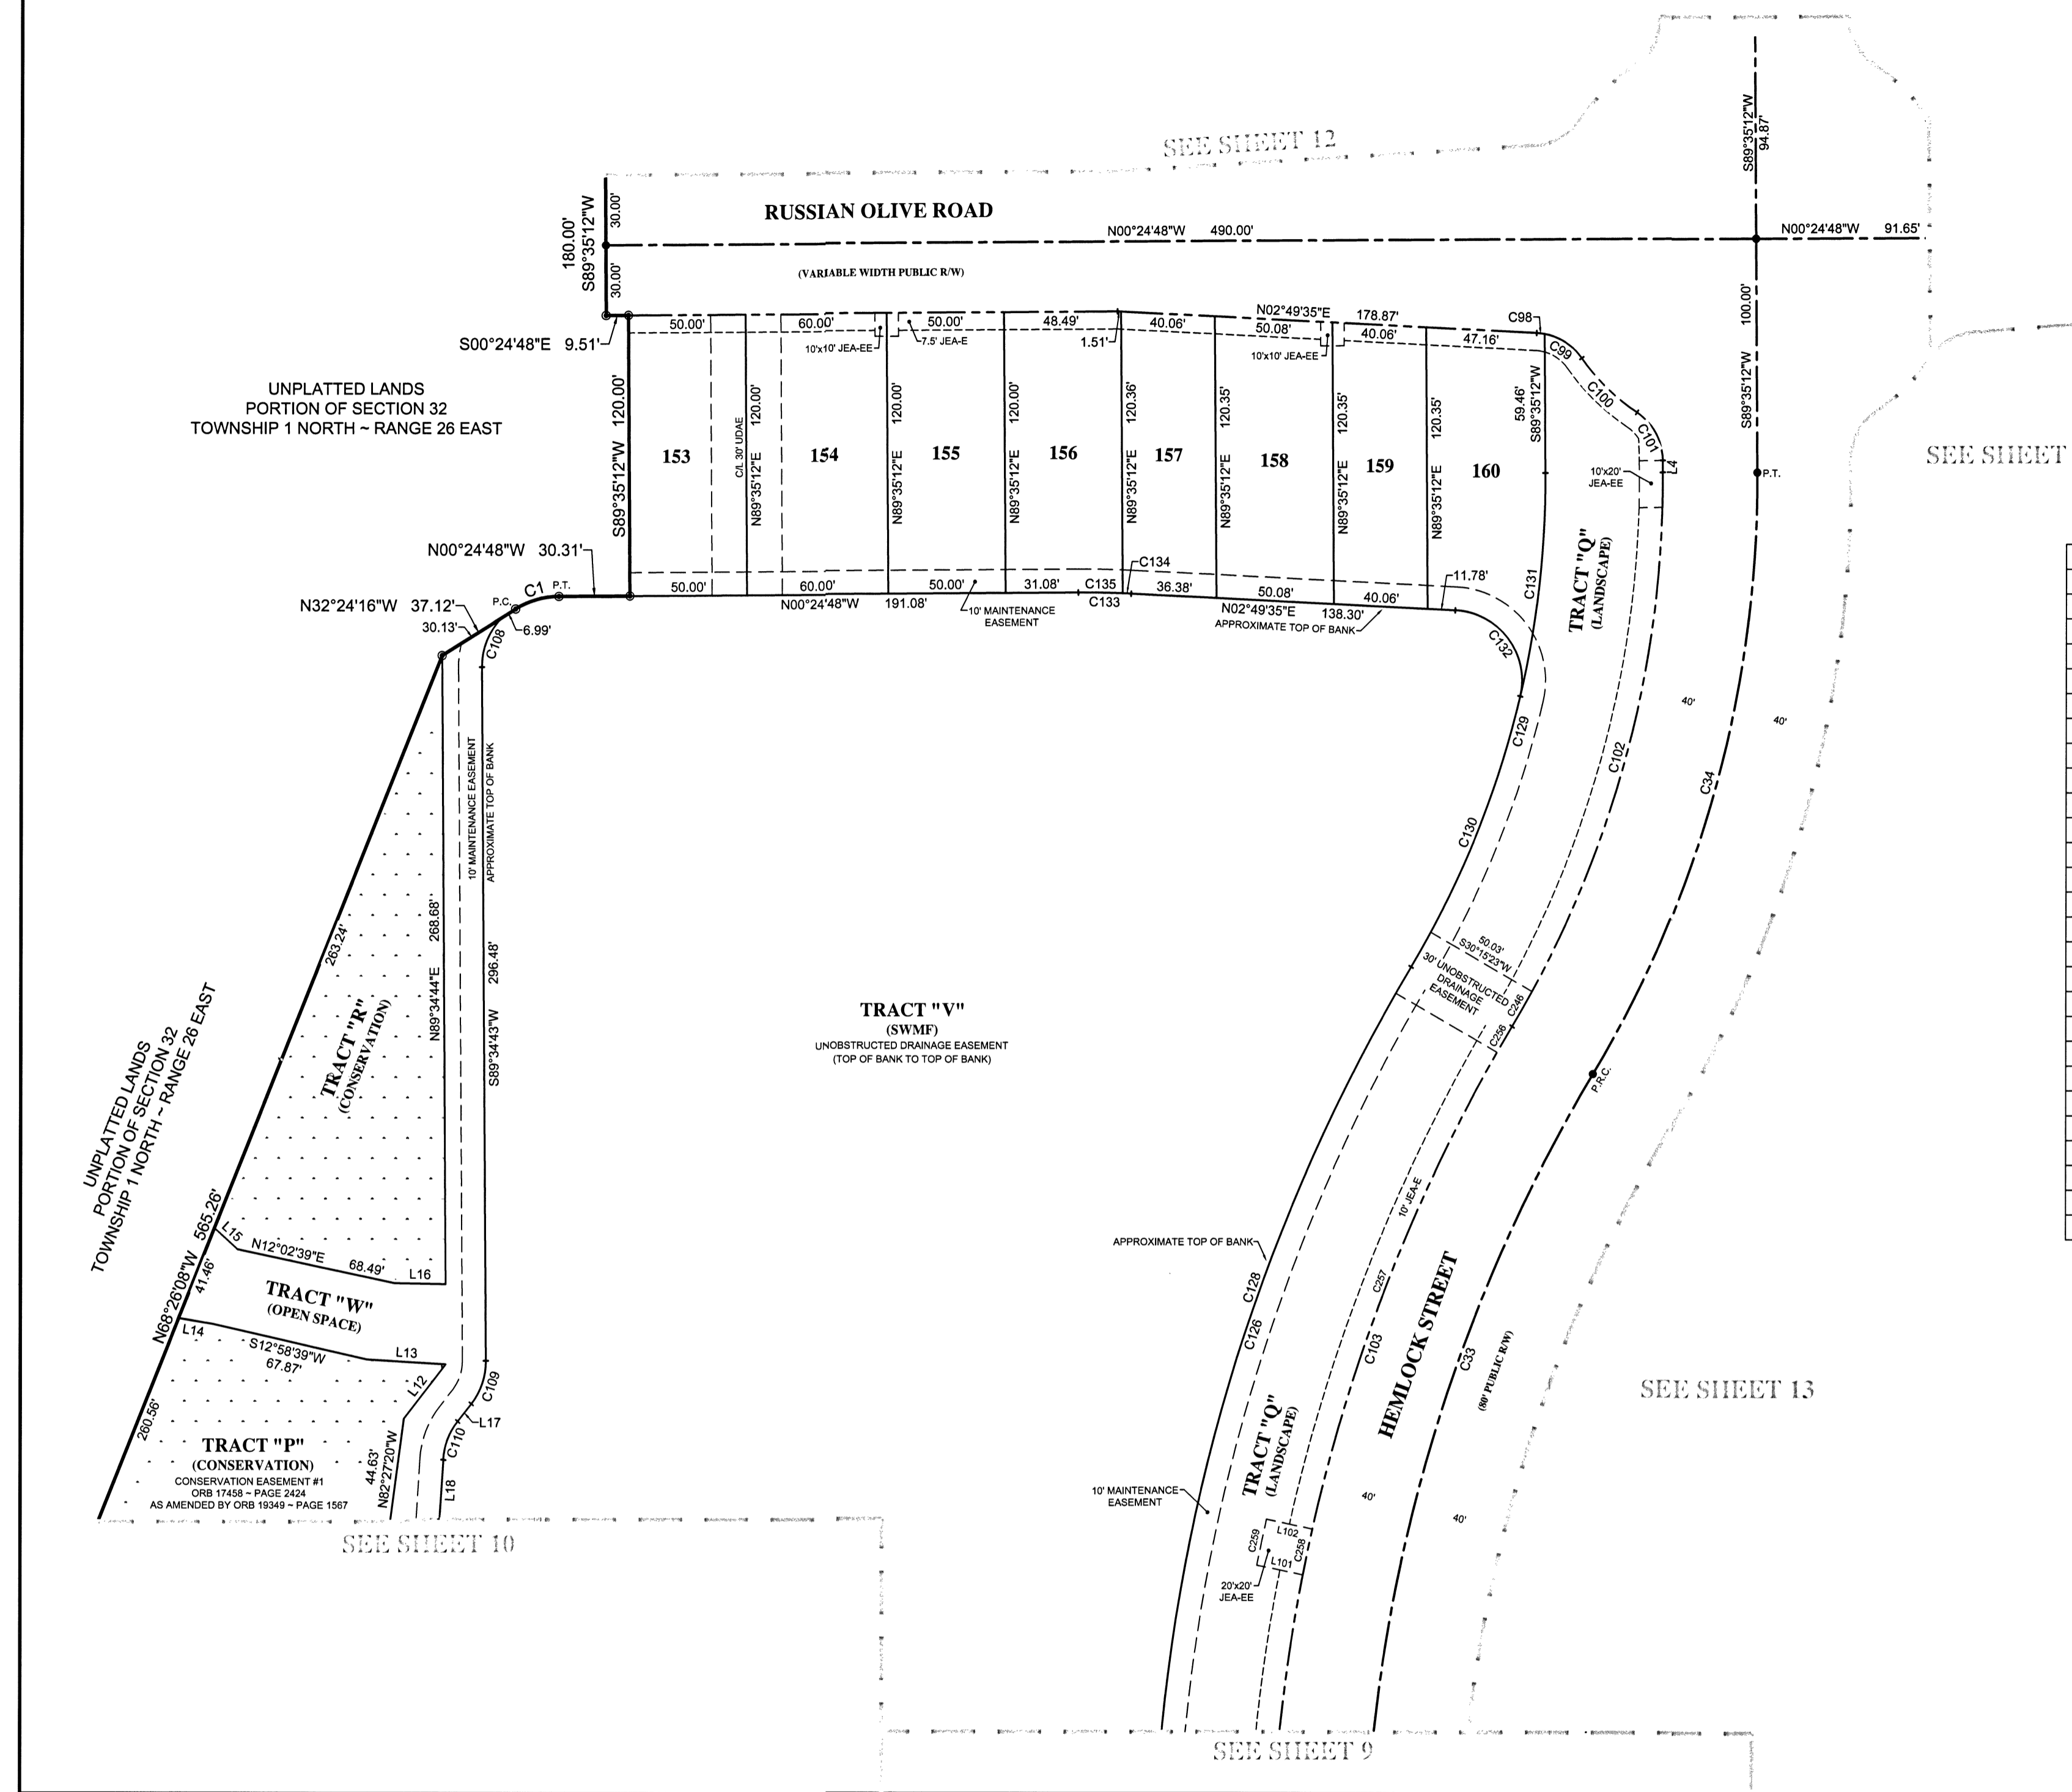 SEE SHEET 12
S89°35'12"W
94.87'
180.00'
S89°35'12"W
30.00'
30.00'
RUSSIAN OLIVE ROAD
N00°24'48"W 490.00'
N00°24'48"W 91.65'
(VARIABLE WIDTH PUBLIC R/W)
S00°24'48"E 9.51'
50.00'
60.00'
50.00'
48.49'
1.51'
40.06'
N02°49'35"E 178.87'
50.08'
40.06'
47.16'
C98
C99
C100
C101
L4
10'x10' JEA-EE
7.5' JEA-E
10'x10' JEA-EE
10'x20'
JEA-EE
S89°35'12"W 100.00'
P.T.
SEE SHEET
UNPLATTED LANDS
PORTION OF SECTION 32
TOWNSHIP 1 NORTH ~ RANGE 26 EAST
S89°35'12"W 120.00'
153
C/L 30' UDAE
N89°35'12"E 120.00'
154
N89°35'12"E 120.00'
155
N89°35'12"E 120.00'
156
N89°35'12"E 120.36'
157
N89°35'12"E 120.35'
158
N89°35'12"E 120.35'
159
N89°35'12"E 120.35'
160
59.46'
S89°35'12"W
N00°24'48"W 30.31'
C1
P.T.
P.C.
N32°24'16"W 37.12'
30.13'
6.99'
C108
50.00'
60.00'
50.00'
31.08'
C135
C134
36.38'
50.08'
40.06'
11.78'
N00°24'48"W 191.08'
C133
N02°49'35"E 138.30'
10' MAINTENANCE
EASEMENT
APPROXIMATE TOP OF BANK
C132
C131
TRACT "Q"
(LANDSCAPE)
C129
C102
C34
40'
40'
C130
10' MAINTENANCE EASEMENT
APPROXIMATE TOP OF BANK
263.24'
N89°34'44"E 268.68'
S89°34'43"W 296.48'
TRACT "R"
(CONSERVATION)
UNPLATTED LANDS
PORTION OF SECTION 32
TOWNSHIP 1 NORTH ~ RANGE 26 EAST
TRACT "V"
(SWMF)
UNOBSTRUCTED DRAINAGE EASEMENT
(TOP OF BANK TO TOP OF BANK)
50.03'
S30°15'23"W
30' UNOBSTRUCTED
DRAINAGE
EASEMENT
C246
C256
P.R.C.
10' JEA-E
N68°26'08"W 565.26'
41.46'
L15
N12°02'39"E 68.49'
L16
TRACT "W"
(OPEN SPACE)
L14
S12°58'39"W
67.87'
L13
L12
C109
L17
C110
L18
260.56'
TRACT "P"
(CONSERVATION)
CONSERVATION EASEMENT #1
ORB 17458 ~ PAGE 2424
AS AMENDED BY ORB 19349 ~ PAGE 1567
44.63'
N82°27'20"W
SEE SHEET 10
APPROXIMATE TOP OF BANK
C128
C126
C257
C103
HEMLOCK STREET
C33
(80' PUBLIC R/W)
SEE SHEET 13
TRACT "Q"
(LANDSCAPE)
10' MAINTENANCE
EASEMENT
40'
40'
L102
C259
C258
L101
20'x20'
JEA-EE
SEE SHEET 9